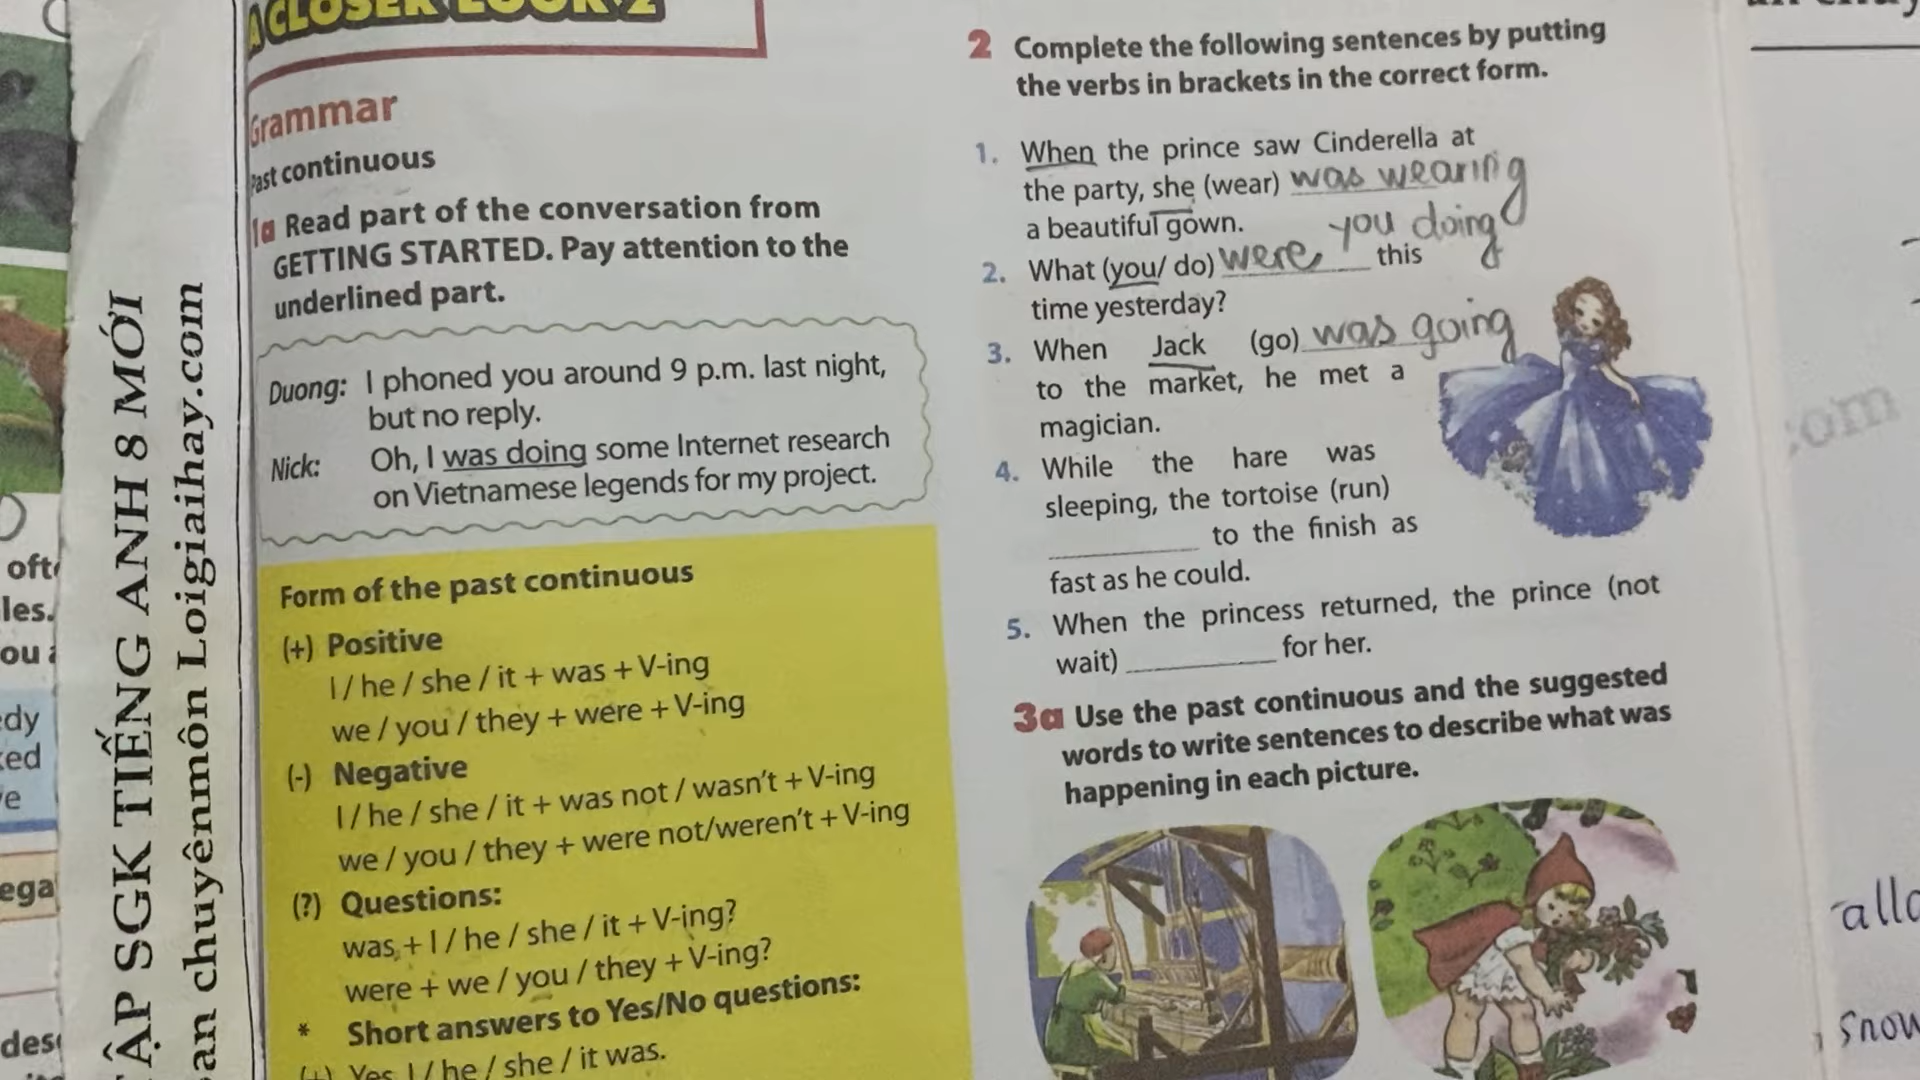 A CLOSER LOOK 2
Grammar
Past continuous
1a Read part of the conversation from
GETTING STARTED. Pay attention to the
underlined part.
Duong: I phoned you around 9 p.m. last night,
but no reply.
Nick: Oh, I was doing some Internet research
on Vietnamese legends for my project.
Form of the past continuous
(+) Positive
I / he / she / it + was + V-ing
we / you / they + were + V-ing
(-) Negative
I / he / she / it + was not / wasn't + V-ing
we / you / they + were not/weren't + V-ing
(?) Questions:
was + I / he / she / it + V-ing?
were + we / you / they + V-ing?
* Short answers to Yes/No questions:
(+) Yes, I / he / she / it was.
2 Complete the following sentences by putting
the verbs in brackets in the correct form.
1. When the prince saw Cinderella at
the party, she (wear) was wearing
a beautiful gown.
2. What (you/ do) were you doing this
time yesterday?
3. When Jack (go) was going
to the market, he met a
magician.
4. While the hare was
sleeping, the tortoise (run)
to the finish as
fast as he could.
5. When the princess returned, the prince (not
wait) for her.
3a Use the past continuous and the suggested
words to write sentences to describe what was
happening in each picture.
ẬP SGK TIẾNG ANH 8 MỚI
chuyênmôn Loigiaihay.com
les.